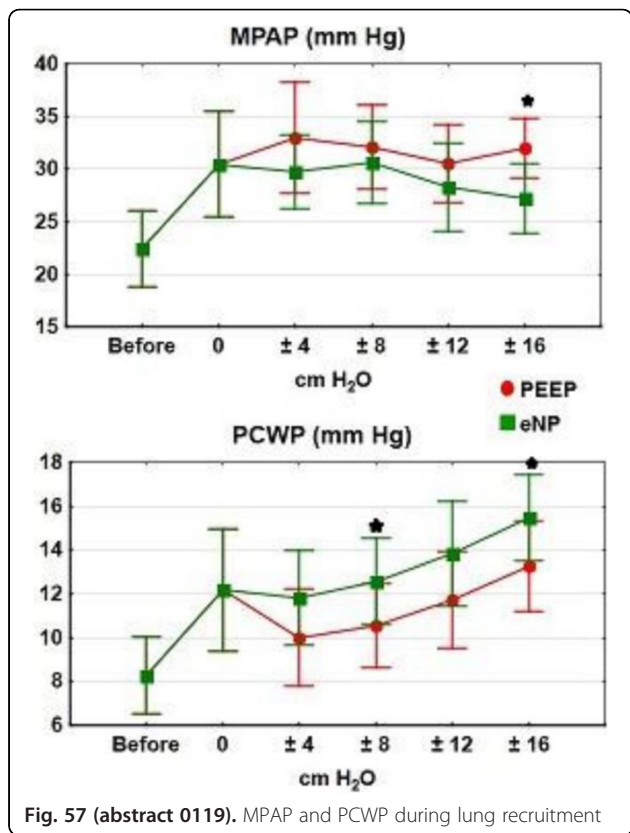 MPAP (mm Hg)
40
35
30
25
20
15
Before 0 ± 4 ± 8 ± 12 ± 16
cm H₂O
PEEP
eNP
PCWP (mm Hg)
18
16
14
12
10
8
6
Before 0 ± 4 ± 8 ± 12 ± 16
cm H₂O
Fig. 57 (abstract 0119). MPAP and PCWP during lung recruitment